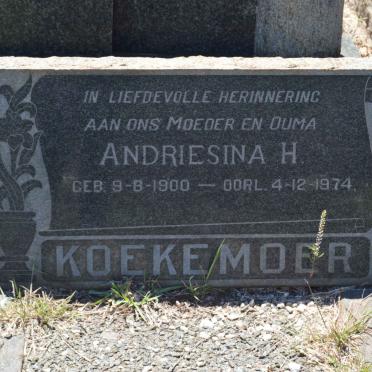 IN LIEFDEVOLLE HERINNERING
AAN ONS MOEDER EN OUMA
ANDRIESINA H.
GEB. 9-8-1900 — OORL. 4-12-1974.
KOEKEMOER